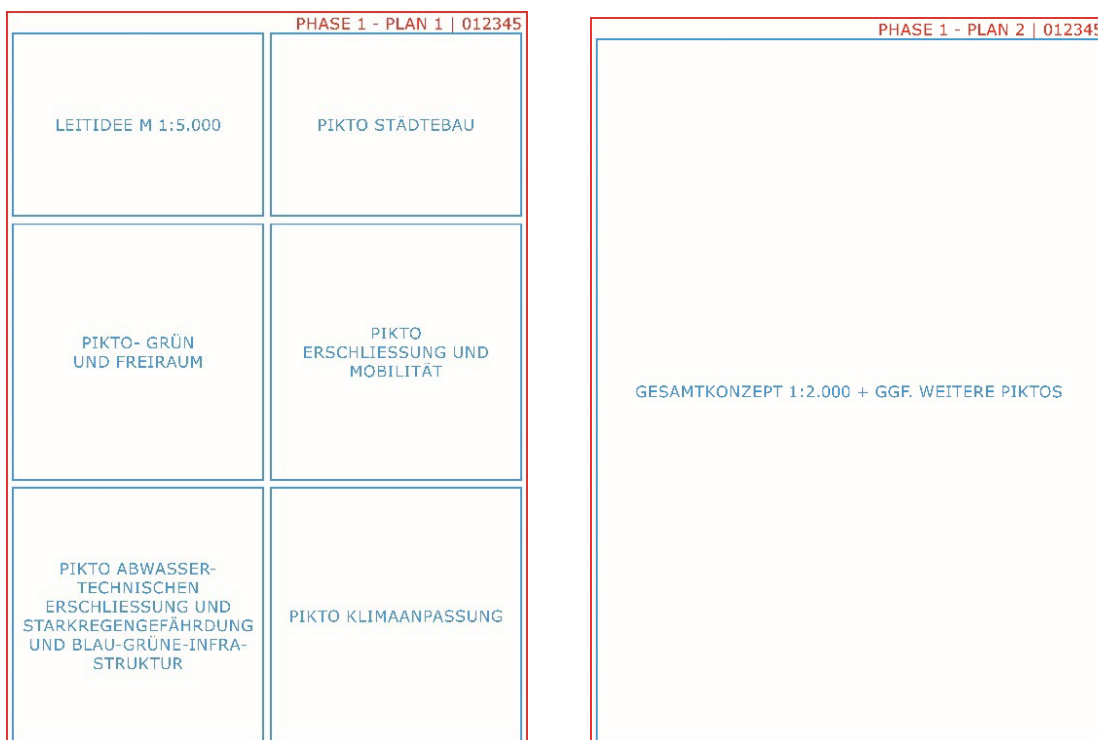 PHASE 1 - PLAN 1 | 012345
LEITIDEE M 1:5.000
PIKTO STÄDTEBAU
PIKTO- GRÜN
UND FREIRAUM
PIKTO
ERSCHLIESSUNG UND
MOBILITÄT
PIKTO ABWASSER-
TECHNISCHEN
ERSCHLIESSUNG UND
STARKREGENGEFÄHRDUNG
UND BLAU-GRÜNE-INFRA-
STRUKTUR
PIKTO KLIMAANPASSUNG
PHASE 1 - PLAN 2 | 012345
GESAMTKONZEPT 1:2.000 + GGF. WEITERE PIKTOS